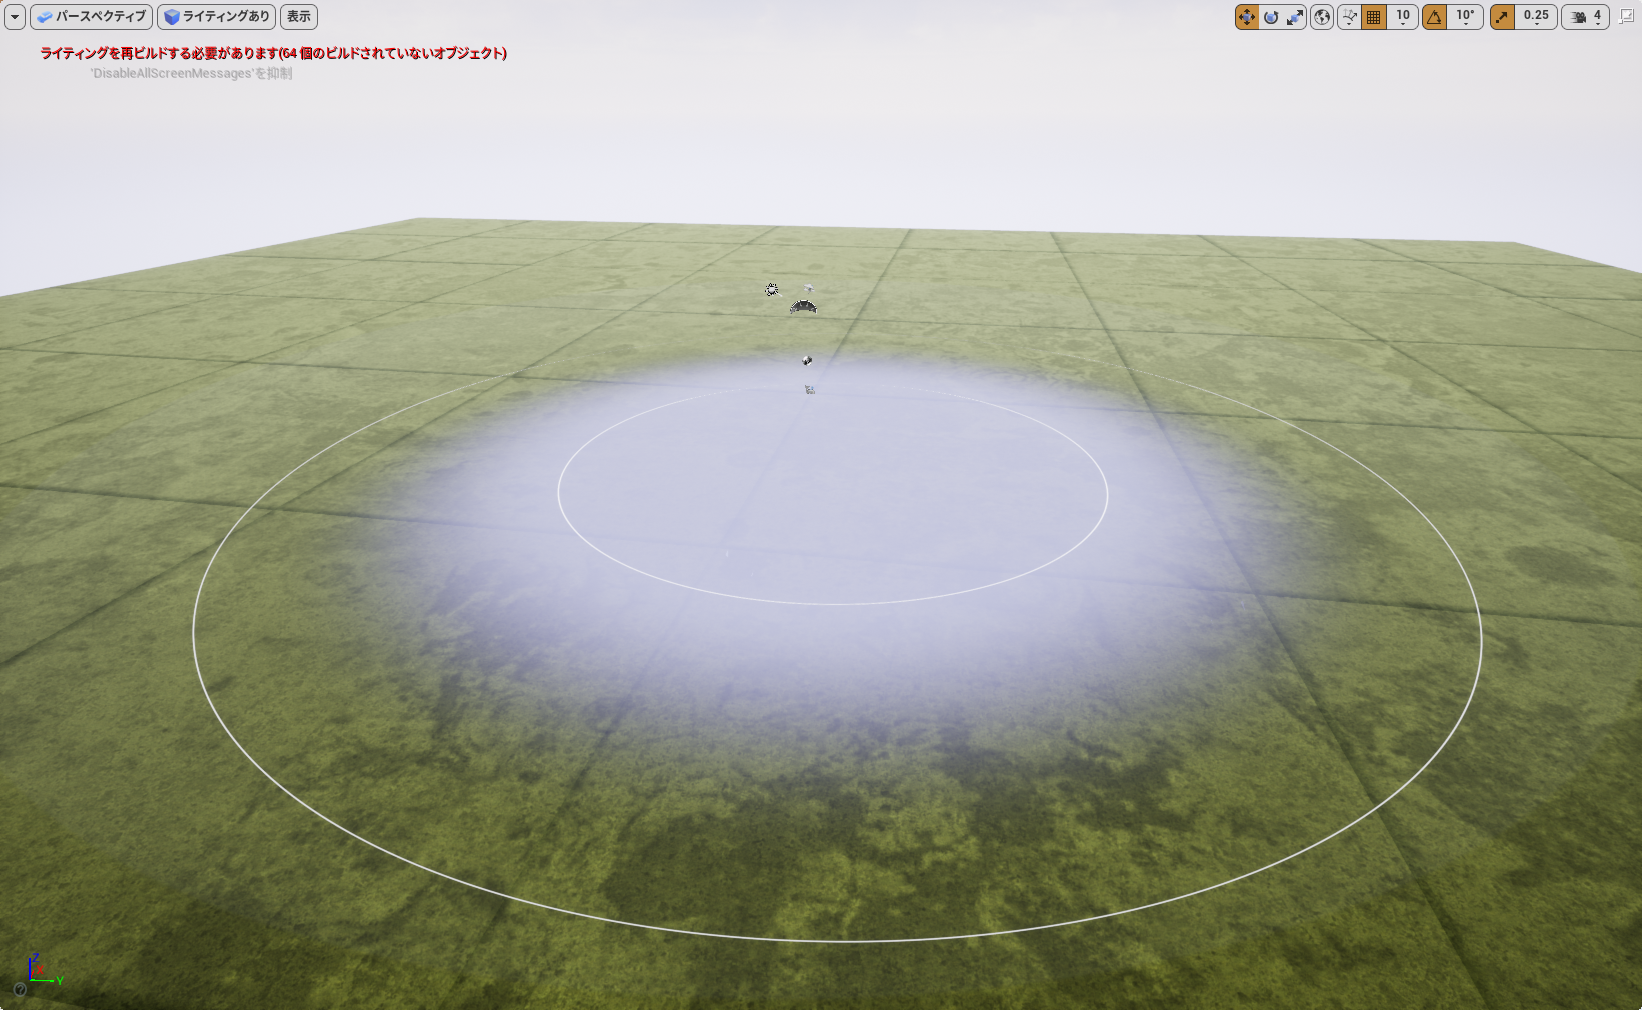 パースペクティブ ライティングあり 表示 10 10° 0.25 4
ライティングを再ビルドする必要があります(64 個のビルドされていないオブジェクト)
'DisableAllScreenMessages'を抑制
Z
X
Y
?